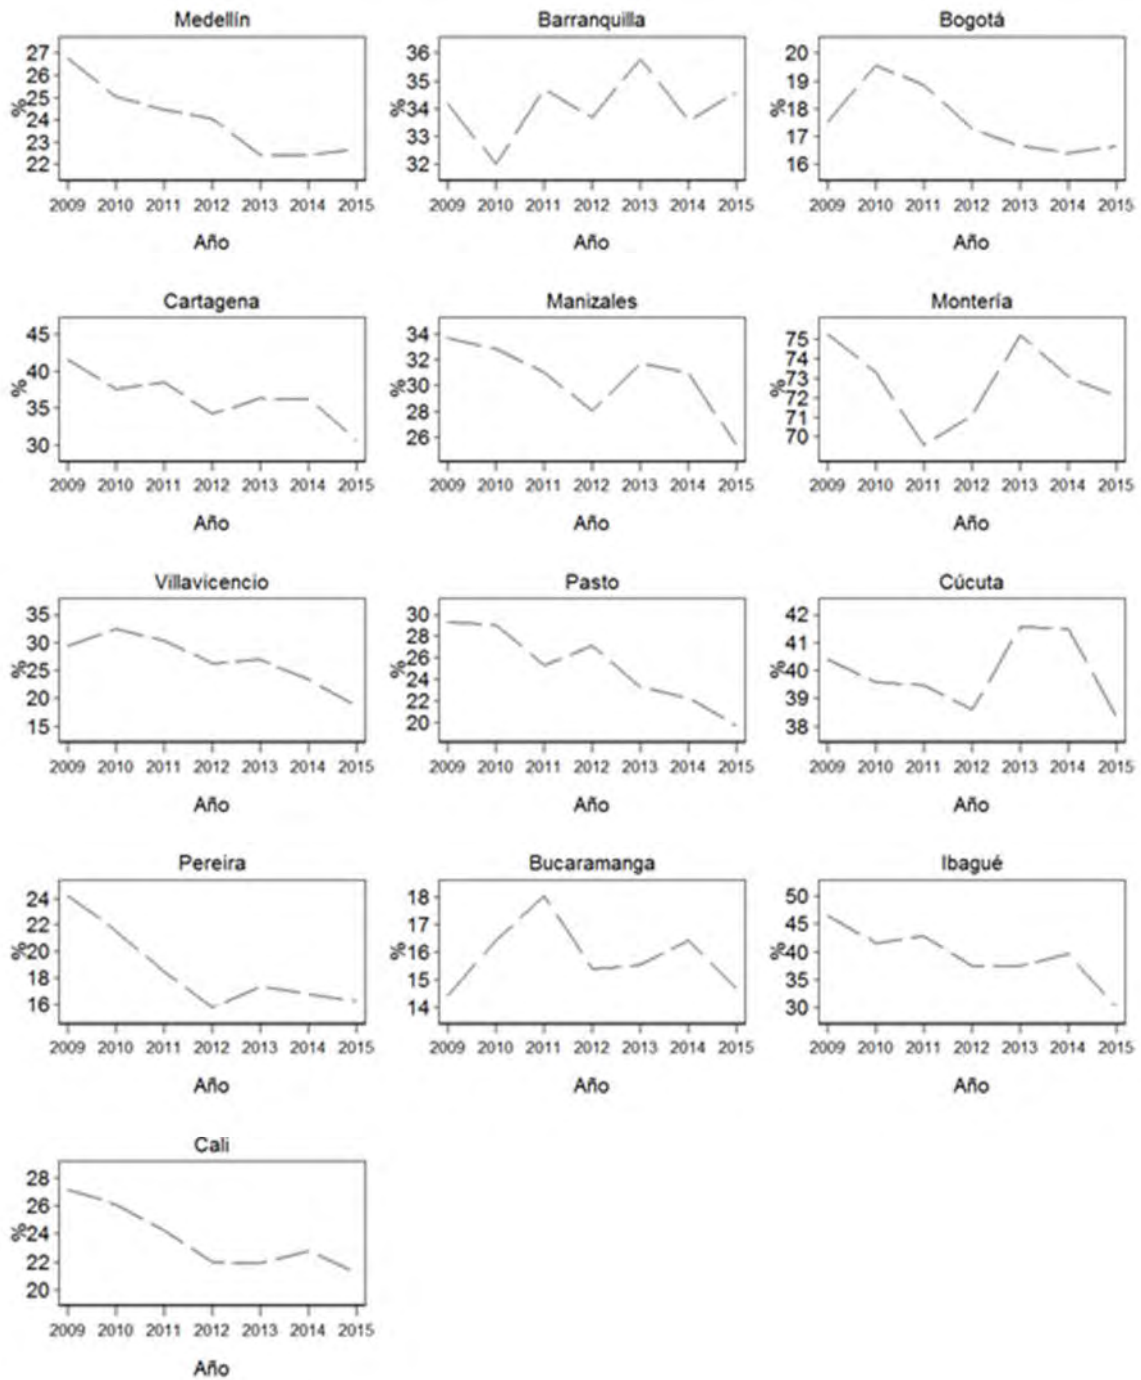 Medellín Barranquilla Bogotá
27 36 20
26 35 19
25 34 18
24 33 17
23 32 16
22
% % %
2009 2010 2011 2012 2013 2014 2015 2009 2010 2011 2012 2013 2014 2015 2009 2010 2011 2012 2013 2014 2015
Año Año Año
Cartagena Manizales Montería
45 34 75
40 32 74
35 30 73
30 28 72
26 71
70
% % %
2009 2010 2011 2012 2013 2014 2015 2009 2010 2011 2012 2013 2014 2015 2009 2010 2011 2012 2013 2014 2015
Año Año Año
Villavicencio Pasto Cúcuta
35 30 42
30 28 41
25 26 40
20 24 39
15 22 38
20
% % %
2009 2010 2011 2012 2013 2014 2015 2009 2010 2011 2012 2013 2014 2015 2009 2010 2011 2012 2013 2014 2015
Año Año Año
Pereira Bucaramanga Ibagué
24 18 50
22 17 45
20 16 40
18 15 35
16 14 30
% % %
2009 2010 2011 2012 2013 2014 2015 2009 2010 2011 2012 2013 2014 2015 2009 2010 2011 2012 2013 2014 2015
Año Año Año
Cali
28
26
24
22
20
%
2009 2010 2011 2012 2013 2014 2015
Año